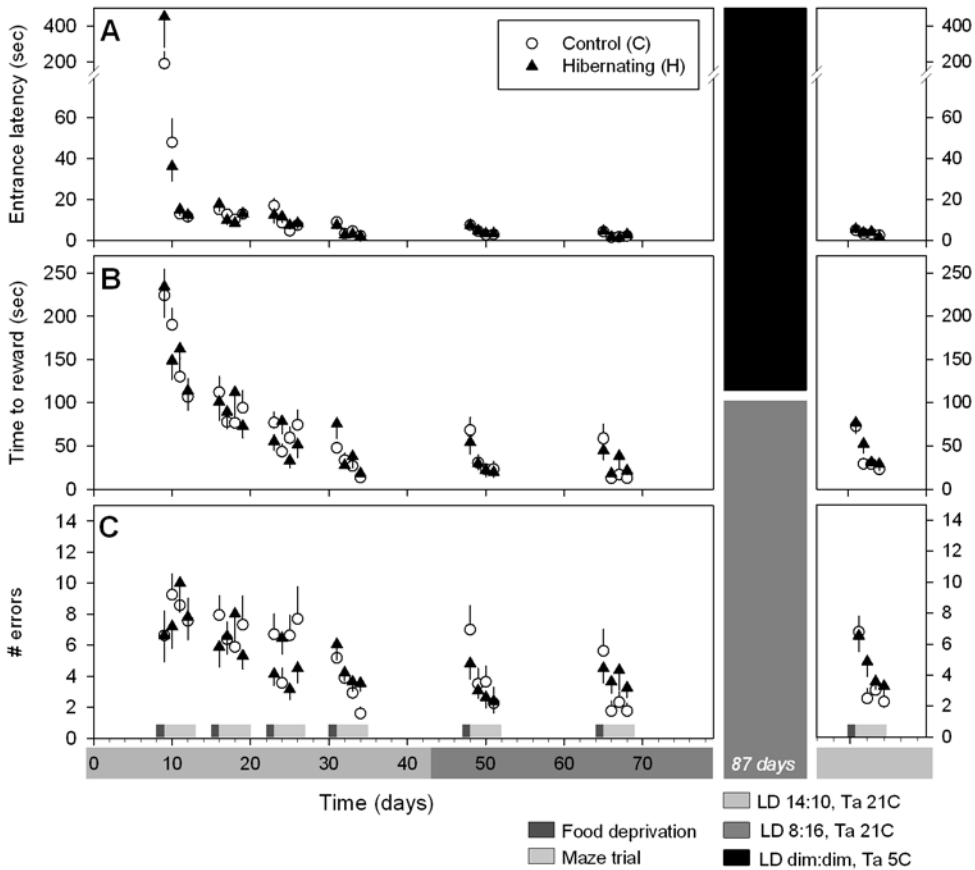 A
Entrance latency (sec)
400
200
60
40
20
0
Control (C)
Hibernating (H)
400
200
60
40
20
0
B
Time to reward (sec)
250
200
150
100
50
0
250
200
150
100
50
0
C
# errors
14
12
10
8
6
4
2
0
14
12
10
8
6
4
2
0
0 10 20 30 40 50 60 70
87 days
Time (days)
Food deprivation
Maze trial
LD 14:10, Ta 21C
LD 8:16, Ta 21C
LD dim:dim, Ta 5C